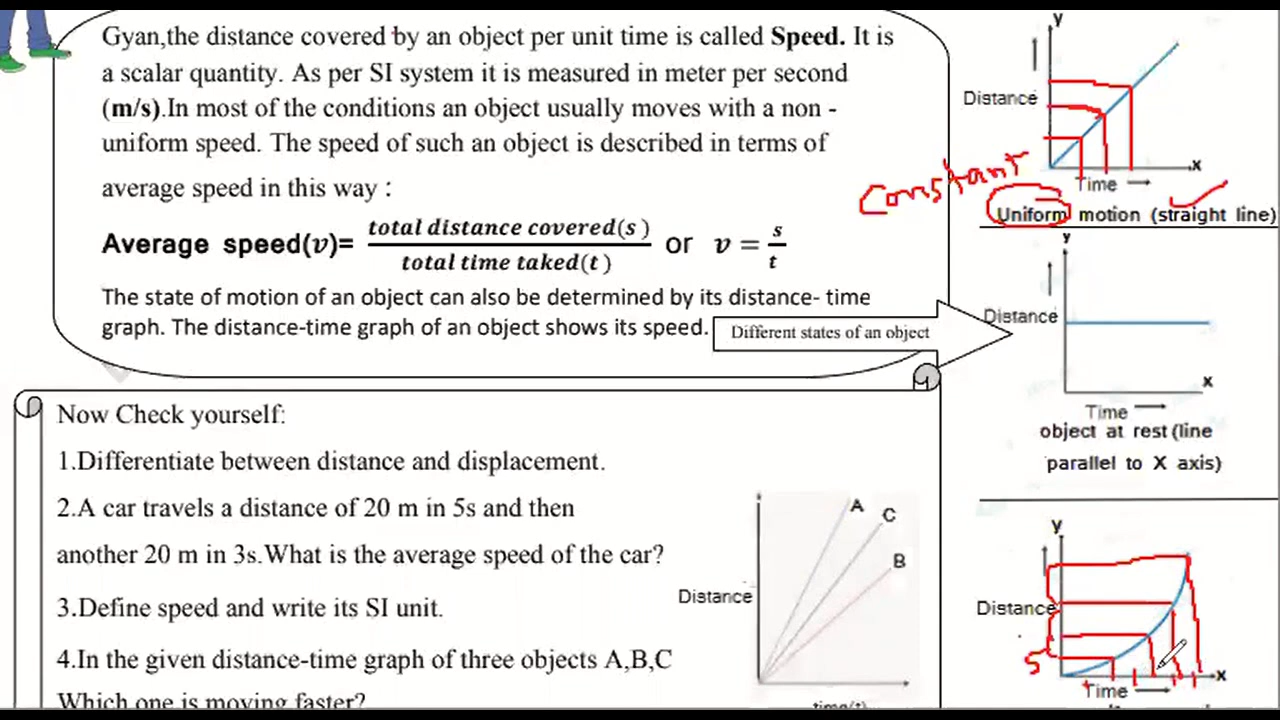 Gyan,the distance covered by an object per unit time is called Speed. It is
a scalar quantity. As per SI system it is measured in meter per second
(m/s).In most of the conditions an object usually moves with a non -
uniform speed. The speed of such an object is described in terms of
average speed in this way :
Average speed(v)= total distance covered(s) / total time taked(t) or v = s/t
The state of motion of an object can also be determined by its distance- time
graph. The distance-time graph of an object shows its speed.
Different states of an object
Now Check yourself:
1.Differentiate between distance and displacement.
2.A car travels a distance of 20 m in 5s and then
another 20 m in 3s.What is the average speed of the car?
3.Define speed and write its SI unit.
4.In the given distance-time graph of three objects A,B,C
Which one is moving faster?
A
C
B
Distance
time(t)
Y
Distance
X
Time
Constant
Uniform motion (straight line)
Y
Distance
X
Time
object at rest(line
parallel to X axis)
Y
Distance
5
X
Time